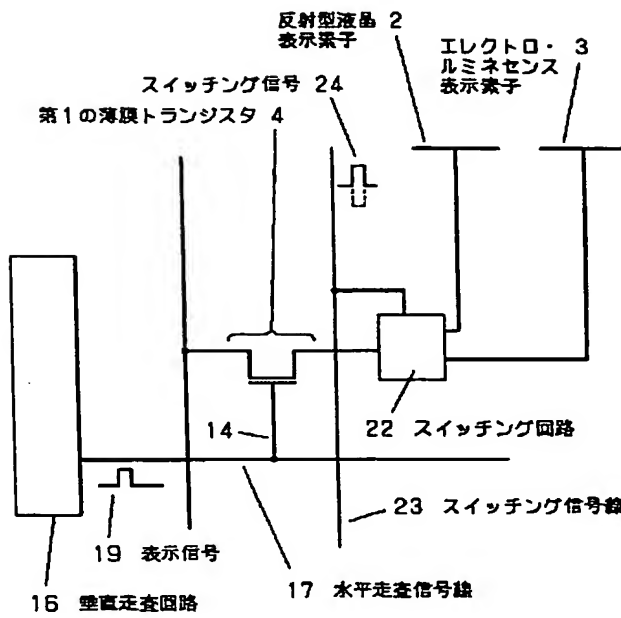 反射型液晶 2
表示素子
エレクトロ・ 3
ルミネセンス
表示素子
スイッチング信号 24
第1の薄膜トランジスタ 4
14
22 スイッチング回路
23 スイッチング信号線
19 表示信号
17 水平走査信号線
16 垂直走査回路